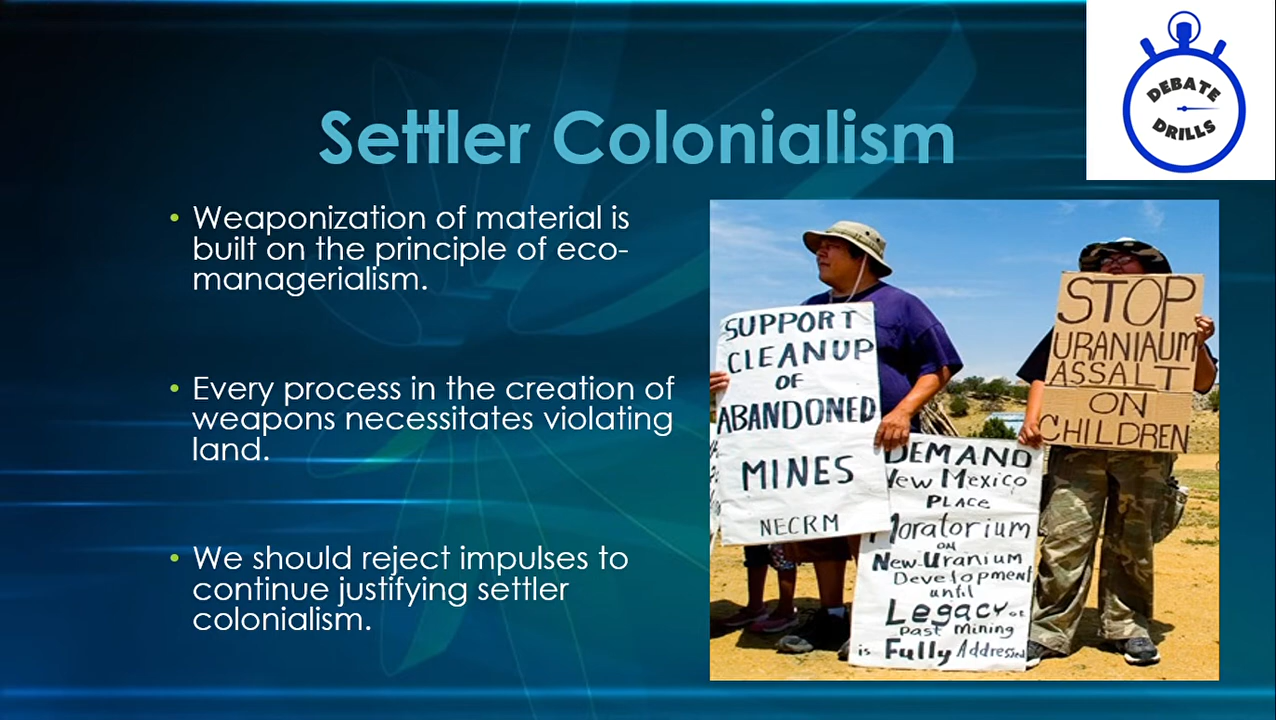 DEBATE
DRILLS
Settler Colonialism
• Weaponization of material is
built on the principle of eco-
managerialism.
• Every process in the creation of
weapons necessitates violating
land.
• We should reject impulses to
continue justifying settler
colonialism.
SUPPORT
CLEANUP
OF
ABANDONED
MINES
NECRM
STOP
URANIAUM
ASSALT
ON
CHILDREN
DEMAND
New Mexico
PLACE
Moratorium
ON
New Uranium
Development
until
Legacy of
past Mining
is Fully Addressed